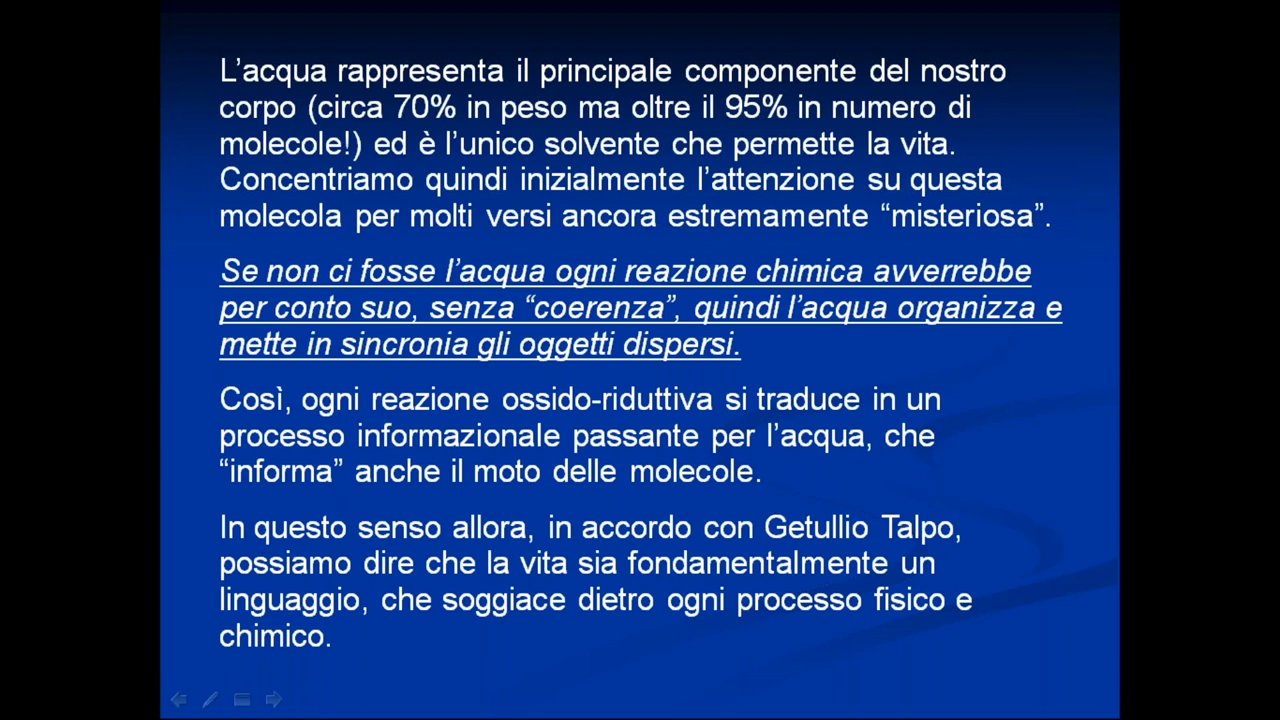 L’acqua rappresenta il principale componente del nostro
corpo (circa 70% in peso ma oltre il 95% in numero di
molecole!) ed è l’unico solvente che permette la vita.
Concentriamo quindi inizialmente l’attenzione su questa
molecola per molti versi ancora estremamente “misteriosa”.
Se non ci fosse l’acqua ogni reazione chimica avverrebbe
per conto suo, senza “coerenza”, quindi l’acqua organizza e
mette in sincronia gli oggetti dispersi.
Così, ogni reazione ossido-riduttiva si traduce in un
processo informazionale passante per l’acqua, che
“informa” anche il moto delle molecole.
In questo senso allora, in accordo con Getullio Talpo,
possiamo dire che la vita sia fondamentalmente un
linguaggio, che soggiace dietro ogni processo fisico e
chimico.